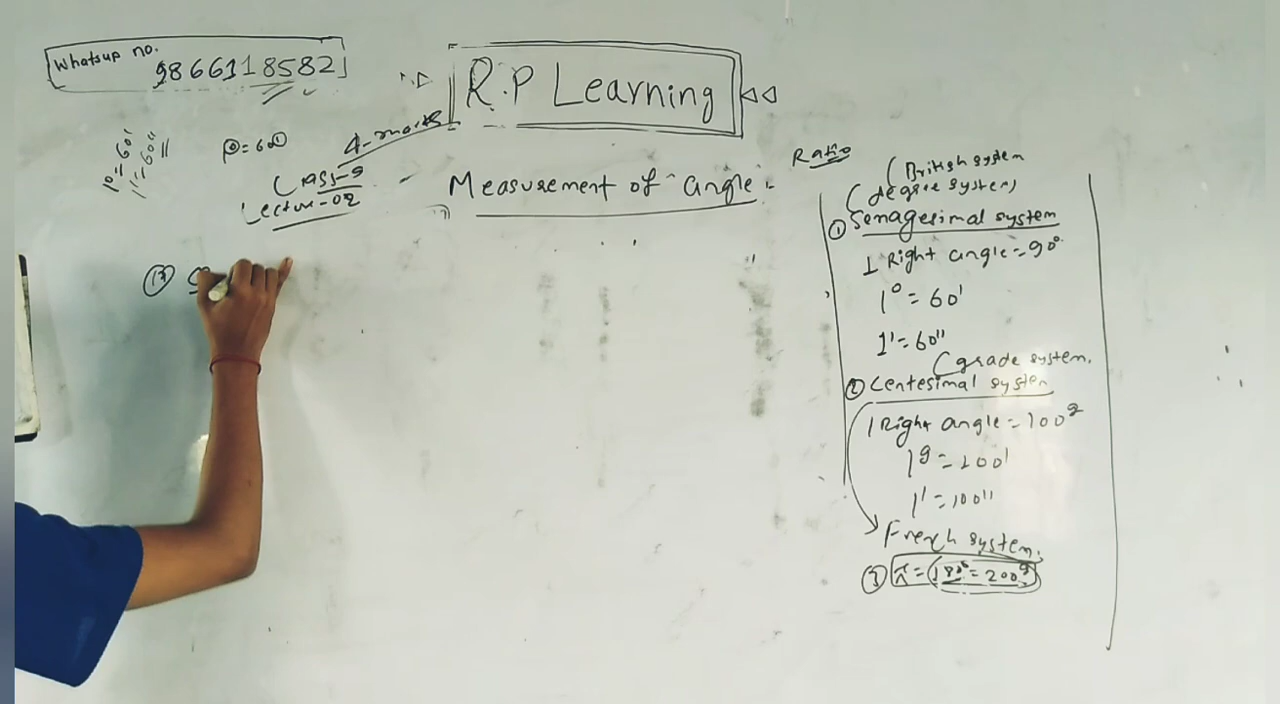 Whatsup no.
9866118582
R.P Learning
1°=60'
1'=60"
4-marks
Class-9
Lecture-02
Measurement of angle:-
Ratio
(British system
(degree system)
① Senagesimal system
1 Right angle=90°
1°=60'
1'=60"
(grade system.
② Centesimal system
1 Right angle=100g
1g=100'
1'=100"
French system.
③ π=180°=200g